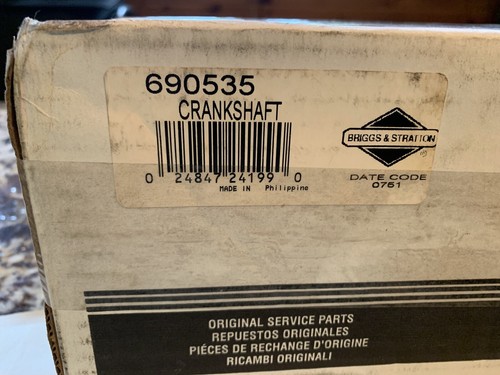 690535
CRANKSHAFT
BRIGGS & STRATTON
®
0 24847 24199 0
DATE CODE
0751
MADE IN Philippine
ORIGINAL SERVICE PARTS
REPUESTOS ORIGINALES
PIÉCES DE RECHANGE D'ORIGINE
RICAMBI ORIGINALI